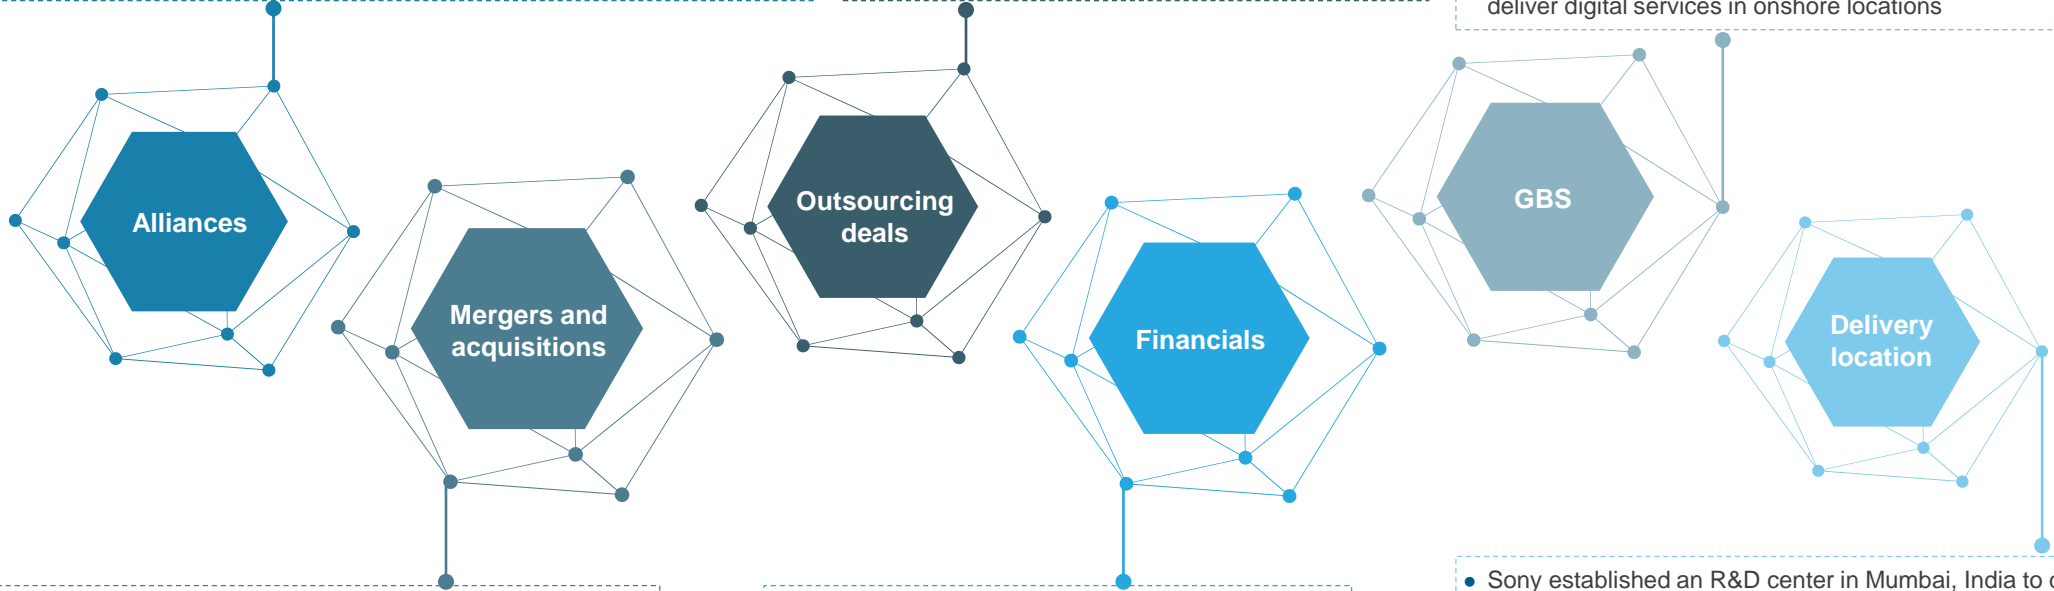 deliver digital services in onshore locations
Alliances
Mergers and
acquisitions
Outsourcing
deals
Financials
GBS
Delivery
location
• Sony established an R&D center in Mumbai, India to